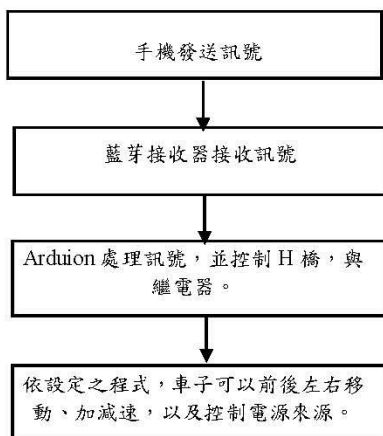 手機發送訊號
藍芽接收器接收訊號
Arduion 處理訊號，並控制 H 橋，與
繼電器。
依設定之程式，車子可以前後左右移
動、加減速，以及控制電源來源。